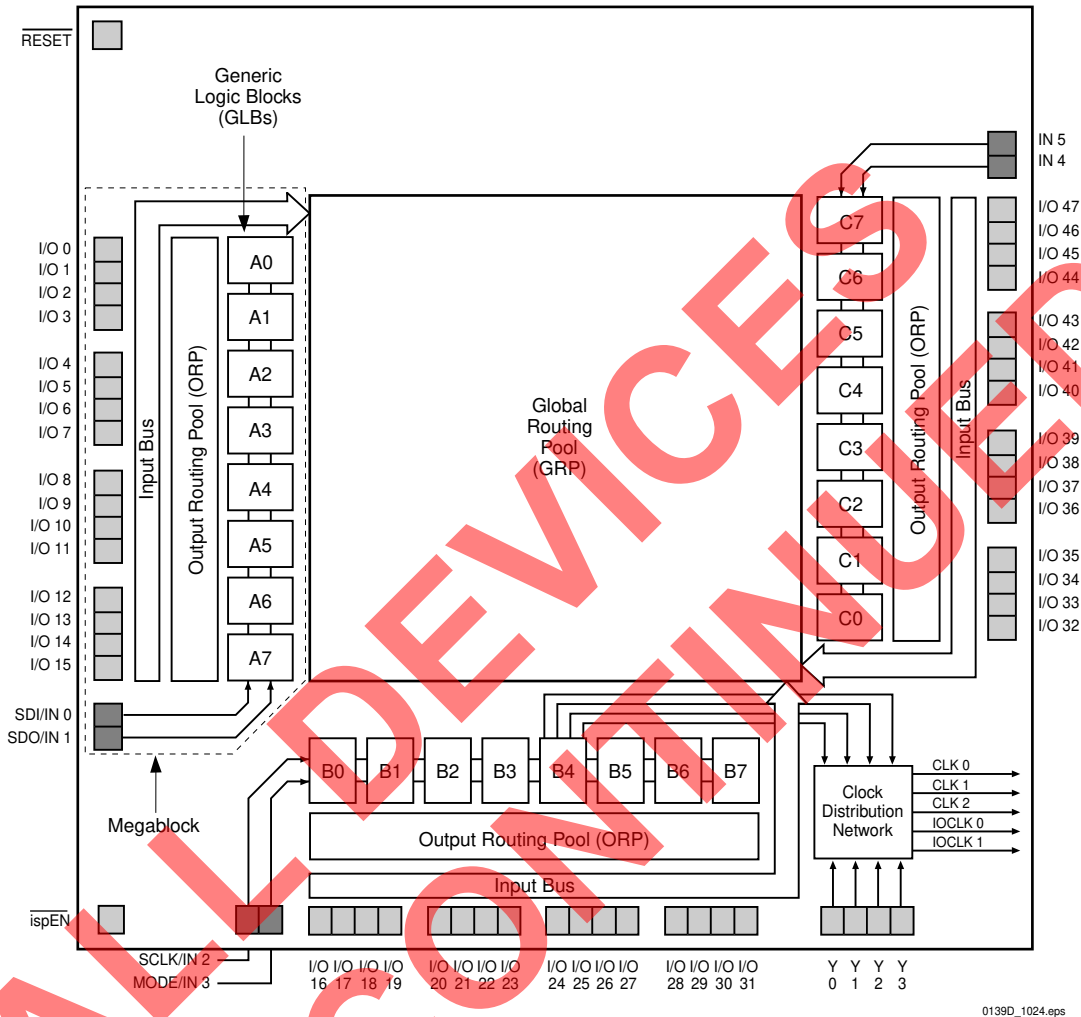 RESET
Generic
Logic Blocks
(GLBs)
IN 5
IN 4
I/O 0
I/O 1
I/O 2
I/O 3
I/O 4
I/O 5
I/O 6
I/O 7
I/O 8
I/O 9
I/O 10
I/O 11
I/O 12
I/O 13
I/O 14
I/O 15
SDI/IN 0
SDO/IN 1
Input Bus
Output Routing Pool (ORP)
A0
A1
A2
A3
A4
A5
A6
A7
Global
Routing
Pool
(GRP)
C7
C6
C5
C4
C3
C2
C1
C0
Output Routing Pool (ORP)
Input Bus
I/O 47
I/O 46
I/O 45
I/O 44
I/O 43
I/O 42
I/O 41
I/O 40
I/O 39
I/O 38
I/O 37
I/O 36
I/O 35
I/O 34
I/O 33
I/O 32
Megablock
B0 B1 B2 B3 B4 B5 B6 B7
Output Routing Pool (ORP)
Input Bus
Clock
Distribution
Network
CLK 0
CLK 1
CLK 2
IOCLK 0
IOCLK 1
ispEN
SCLK/IN 2
MODE/IN 3
I/O I/O I/O I/O
16 17 18 19
I/O I/O I/O I/O
20 21 22 23
I/O I/O I/O I/O
24 25 26 27
I/O I/O I/O I/O
28 29 30 31
Y Y Y Y
0 1 2 3
0139D_1024.eps
ALL DEVICES
CONTINUED